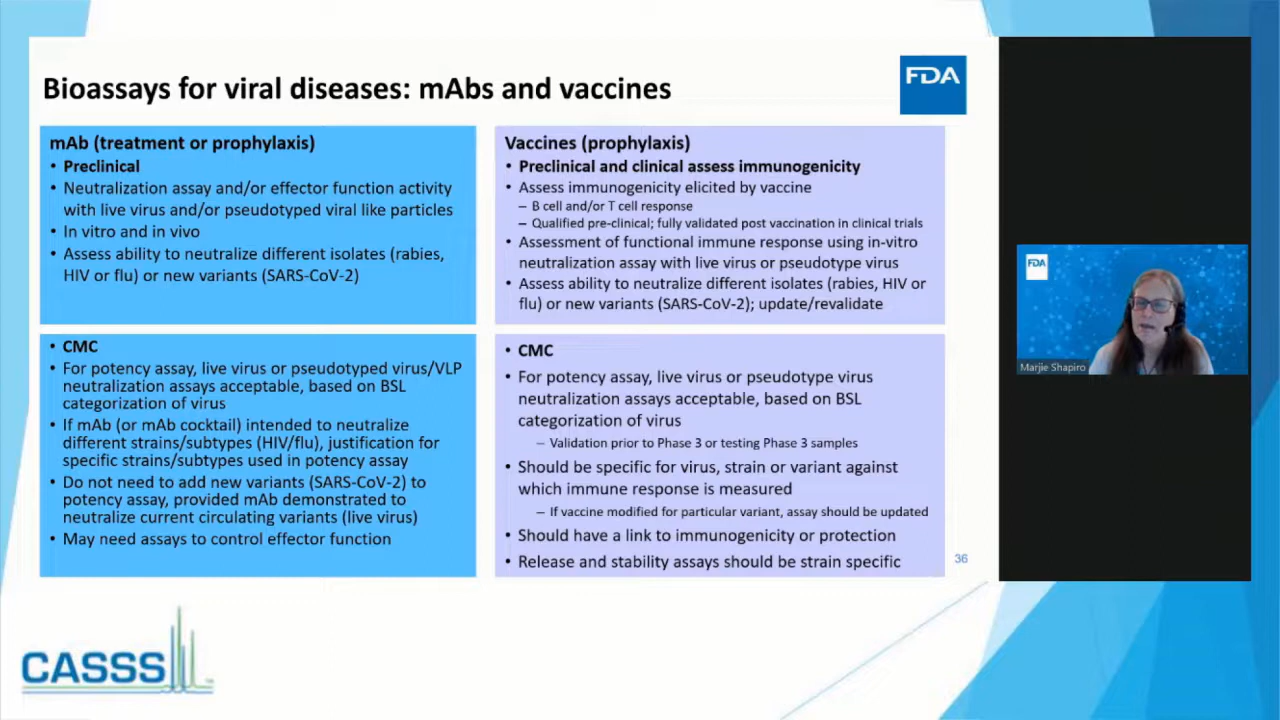 Bioassays for viral diseases: mAbs and vaccines
FDA
mAb (treatment or prophylaxis)
• Preclinical
• Neutralization assay and/or effector function activity
with live virus and/or pseudotyped viral like particles
• In vitro and in vivo
• Assess ability to neutralize different isolates (rabies,
HIV or flu) or new variants (SARS-CoV-2)
Vaccines (prophylaxis)
• Preclinical and clinical assess immunogenicity
• Assess immunogenicity elicited by vaccine
– B cell and/or T cell response
– Qualified pre-clinical; fully validated post vaccination in clinical trials
• Assessment of functional immune response using in-vitro
neutralization assay with live virus or pseudotype virus
• Assess ability to neutralize different isolates (rabies, HIV or
flu) or new variants (SARS-CoV-2); update/revalidate
• CMC
• For potency assay, live virus or pseudotyped virus/VLP
neutralization assays acceptable, based on BSL
categorization of virus
• If mAb (or mAb cocktail) intended to neutralize
different strains/subtypes (HIV/flu), justification for
specific strains/subtypes used in potency assay
• Do not need to add new variants (SARS-CoV-2) to
potency assay, provided mAb demonstrated to
neutralize current circulating variants (live virus)
• May need assays to control effector function
• CMC
• For potency assay, live virus or pseudotype virus
neutralization assays acceptable, based on BSL
categorization of virus
– Validation prior to Phase 3 or testing Phase 3 samples
• Should be specific for virus, strain or variant against
which immune response is measured
– If vaccine modified for particular variant, assay should be updated
• Should have a link to immunogenicity or protection
• Release and stability assays should be strain specific
36
FDA
Marjie Shapiro
CASSS